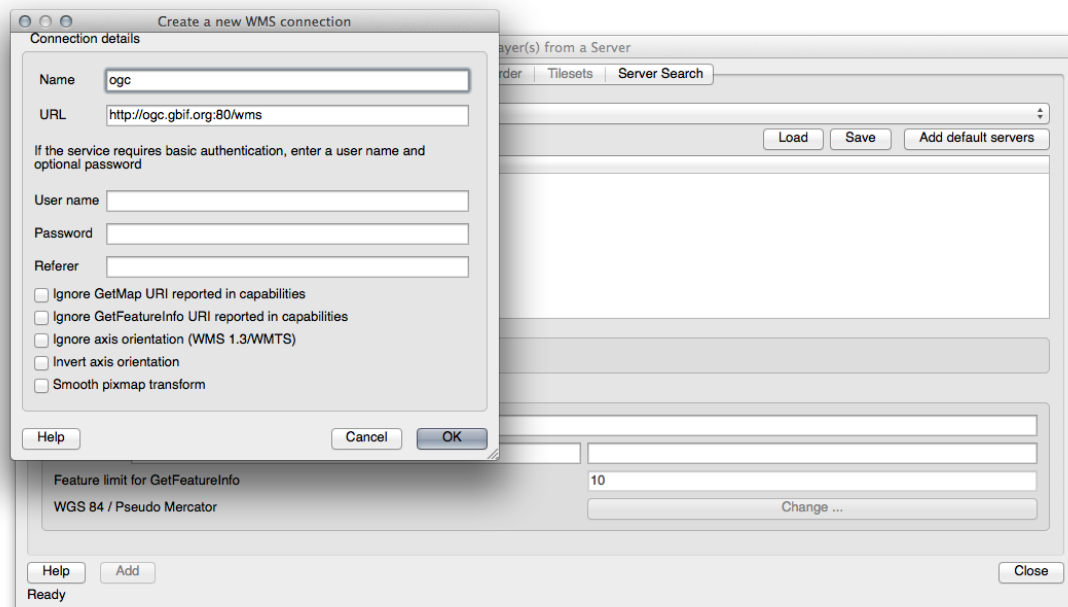 Create a new WMS connection
Connection details
Name ogc
URL http://ogc.gbif.org:80/wms
If the service requires basic authentication, enter a user name and
optional password
User name
Password
Referer
Ignore GetMap URI reported in capabilities
Ignore GetFeatureInfo URI reported in capabilities
Ignore axis orientation (WMS 1.3/WMTS)
Invert axis orientation
Smooth pixmap transform
Help Cancel OK
ayer(s) from a Server
rder Tilesets Server Search
Load Save Add default servers
Feature limit for GetFeatureInfo 10
WGS 84 / Pseudo Mercator Change ...
Help Add Close
Ready